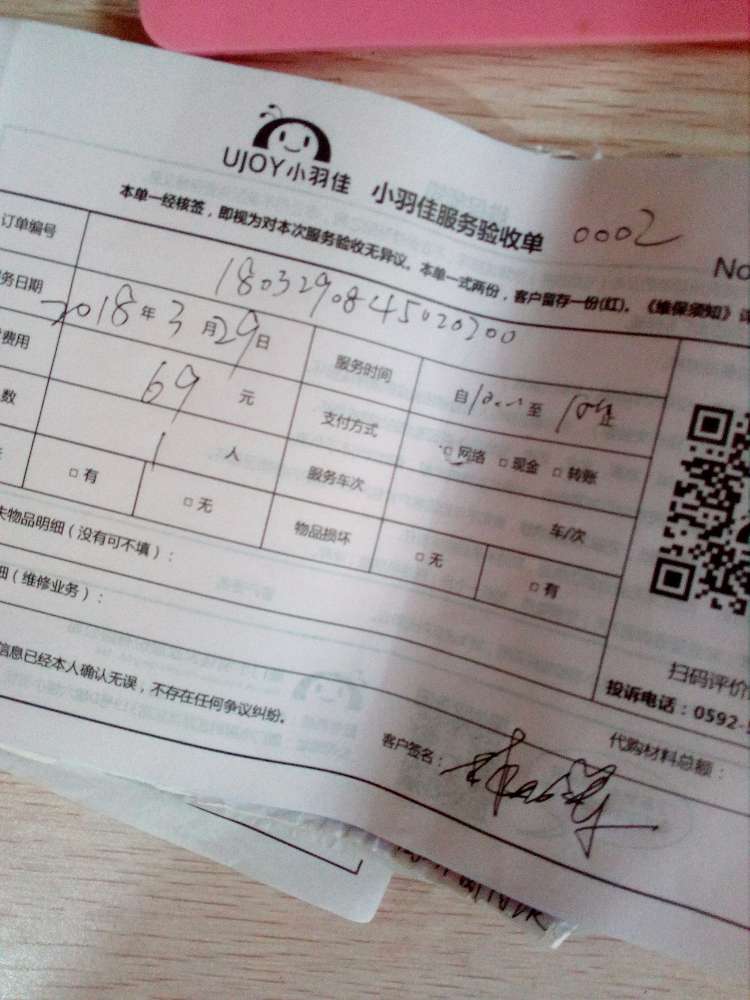 UJOY小羽佳 小羽佳服务验收单 0002
No
本单一经核签，即视为对本次服务验收无异议。本单一式两份，客户留存一份(红)。《维保须知》详
订单编号 180329084502020​0
务日期 2018年3月29日 服务时间 自 至 止
费用 69元 支付方式 □网络 □现金 □转账
数 1人 服务车次 车/次
□有 □无 物品损坏 □无 □有
失物品明细（没有可不填）：
细（维修业务）：
扫码评价
投诉电话：0592-
信息已经本人确认无误，不存在任何争议纠纷。
代购材料总额：
客户签名：